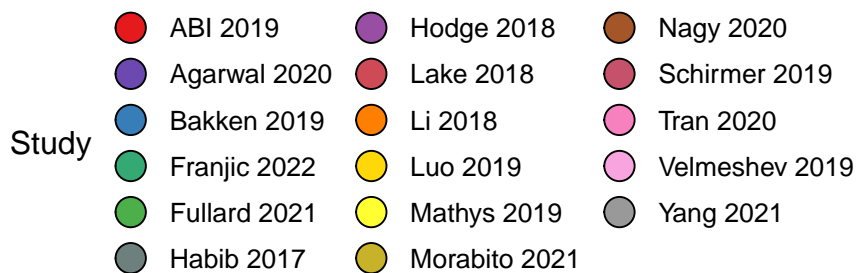 Study
ABI 2019
Agarwal 2020
Bakken 2019
Franjic 2022
Fullard 2021
Habib 2017
Hodge 2018
Lake 2018
Li 2018
Luo 2019
Mathys 2019
Morabito 2021
Nagy 2020
Schirmer 2019
Tran 2020
Velmeshev 2019
Yang 2021